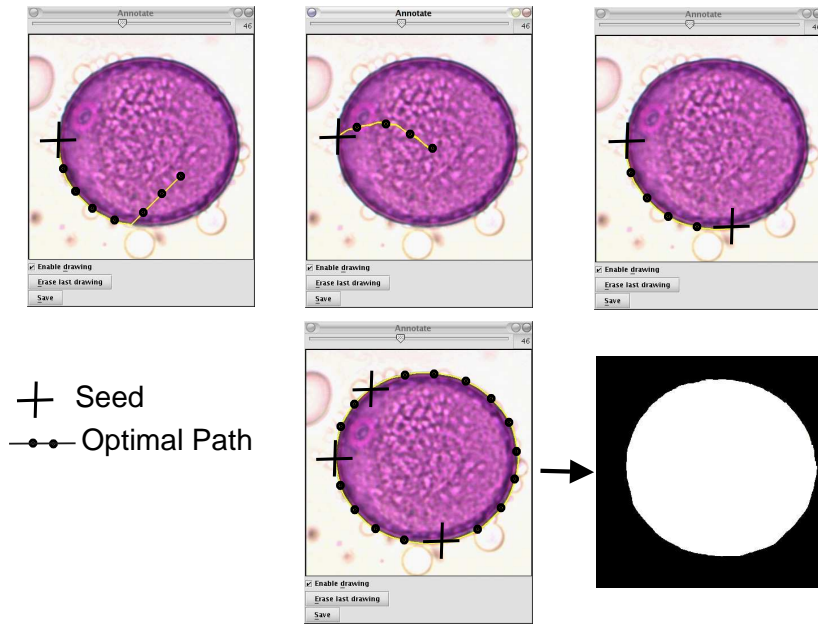 Annotate
46
Enable drawing
Erase last drawing
Save
Annotate
46
Enable drawing
Erase last drawing
Save
Annotate
46
Enable drawing
Erase last drawing
Save
Annotate
46
Enable drawing
Erase last drawing
Save
Seed
Optimal Path